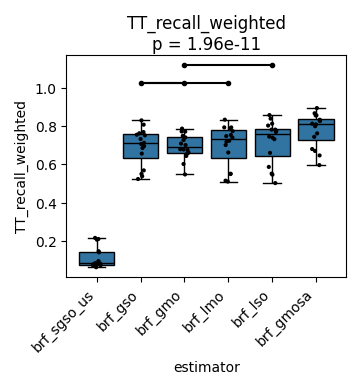 TT_recall_weighted
p = 1.96e-11
TT_recall_weighted
1.0
0.8
0.6
0.4
0.2
brf_sgso_us
brf_gso
brf_gmo
brf_lmo
brf_lso
brf_gmosa
estimator